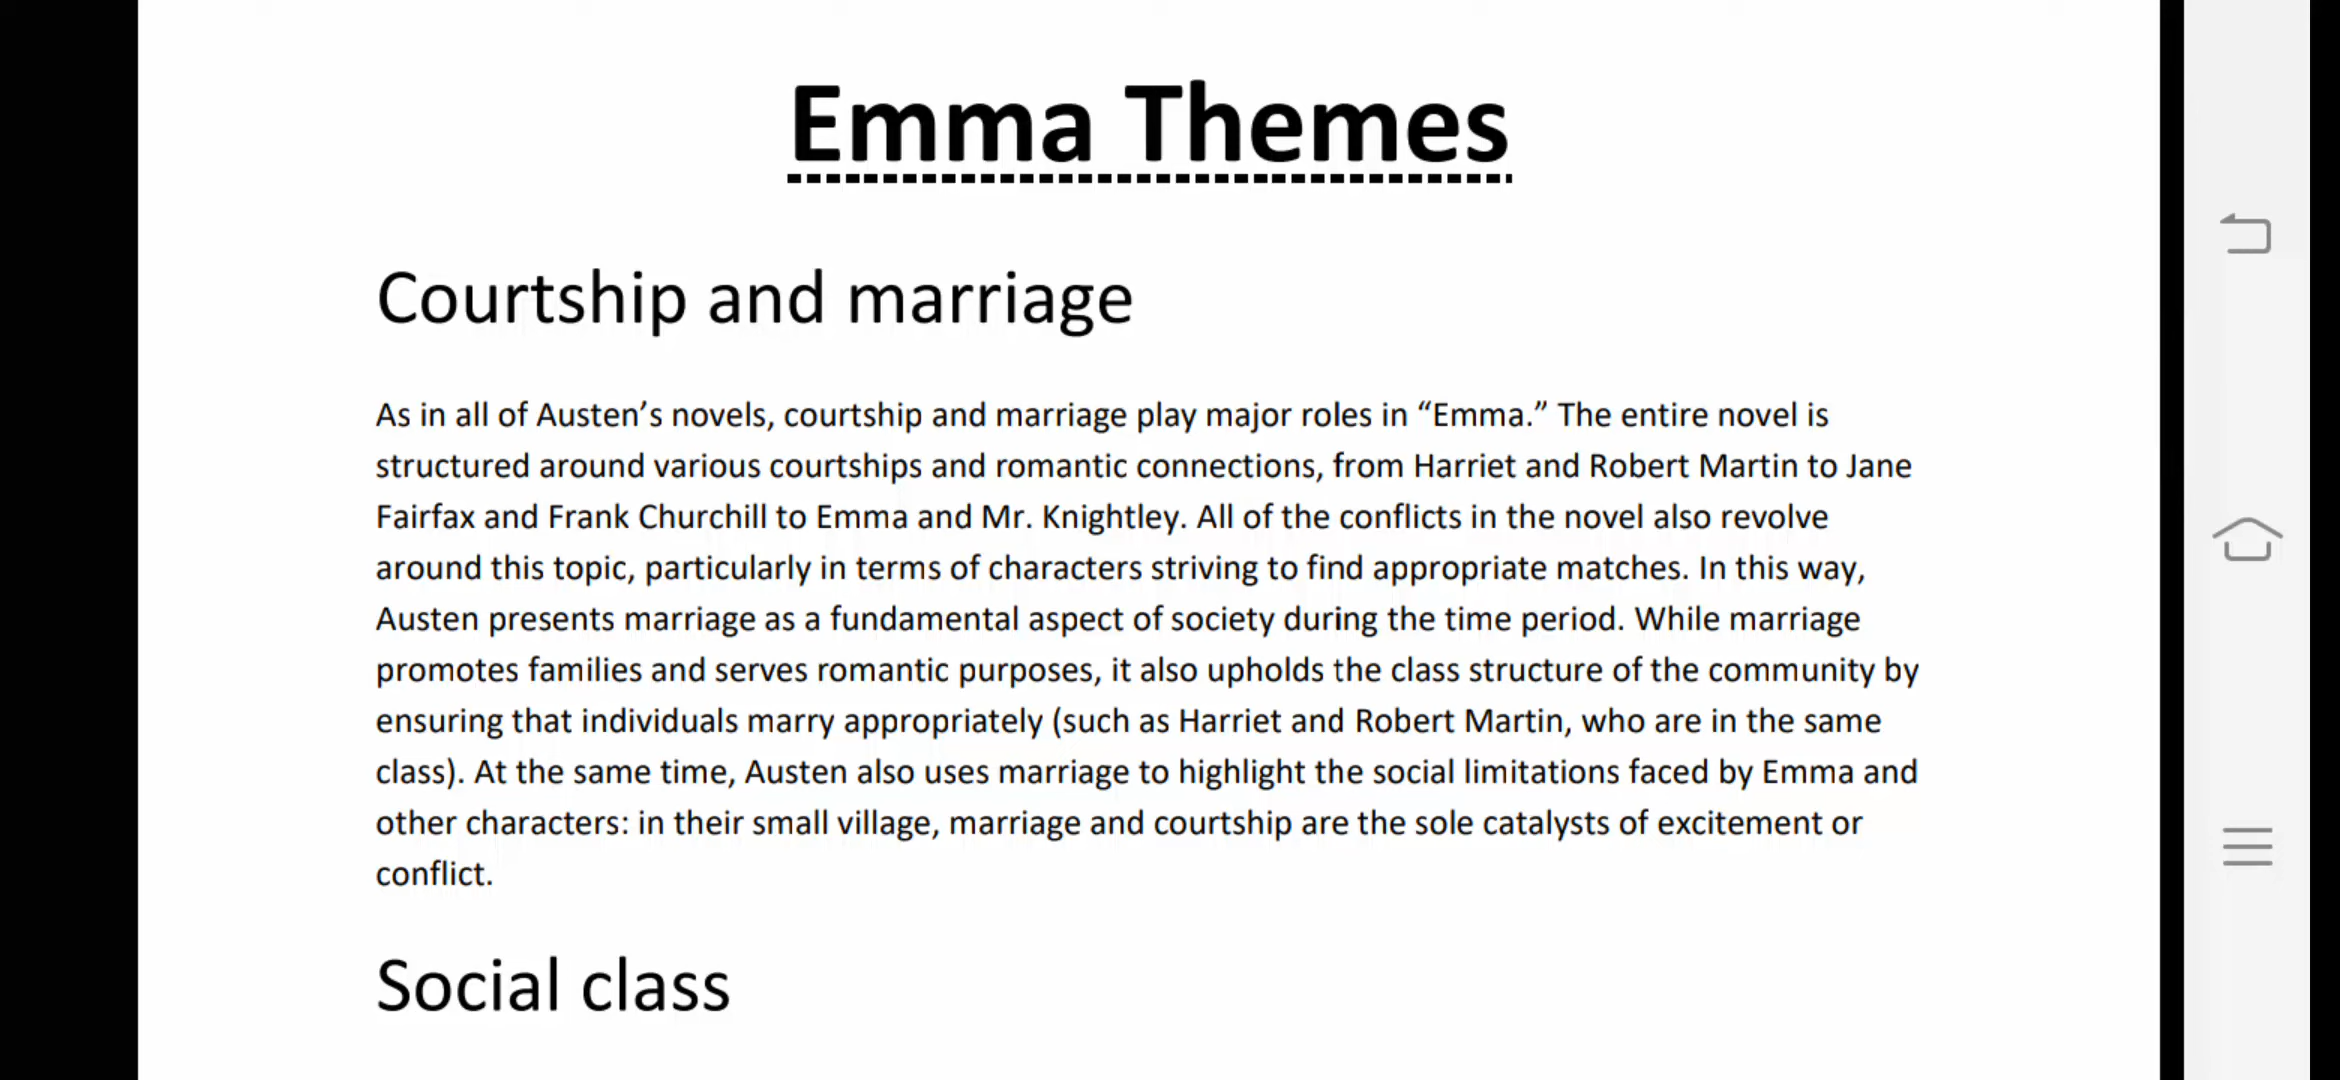 Emma Themes
Courtship and marriage
As in all of Austen’s novels, courtship and marriage play major roles in “Emma.” The entire novel is
structured around various courtships and romantic connections, from Harriet and Robert Martin to Jane
Fairfax and Frank Churchill to Emma and Mr. Knightley. All of the conflicts in the novel also revolve
around this topic, particularly in terms of characters striving to find appropriate matches. In this way,
Austen presents marriage as a fundamental aspect of society during the time period. While marriage
promotes families and serves romantic purposes, it also upholds the class structure of the community by
ensuring that individuals marry appropriately (such as Harriet and Robert Martin, who are in the same
class). At the same time, Austen also uses marriage to highlight the social limitations faced by Emma and
other characters: in their small village, marriage and courtship are the sole catalysts of excitement or
conflict.
Social class